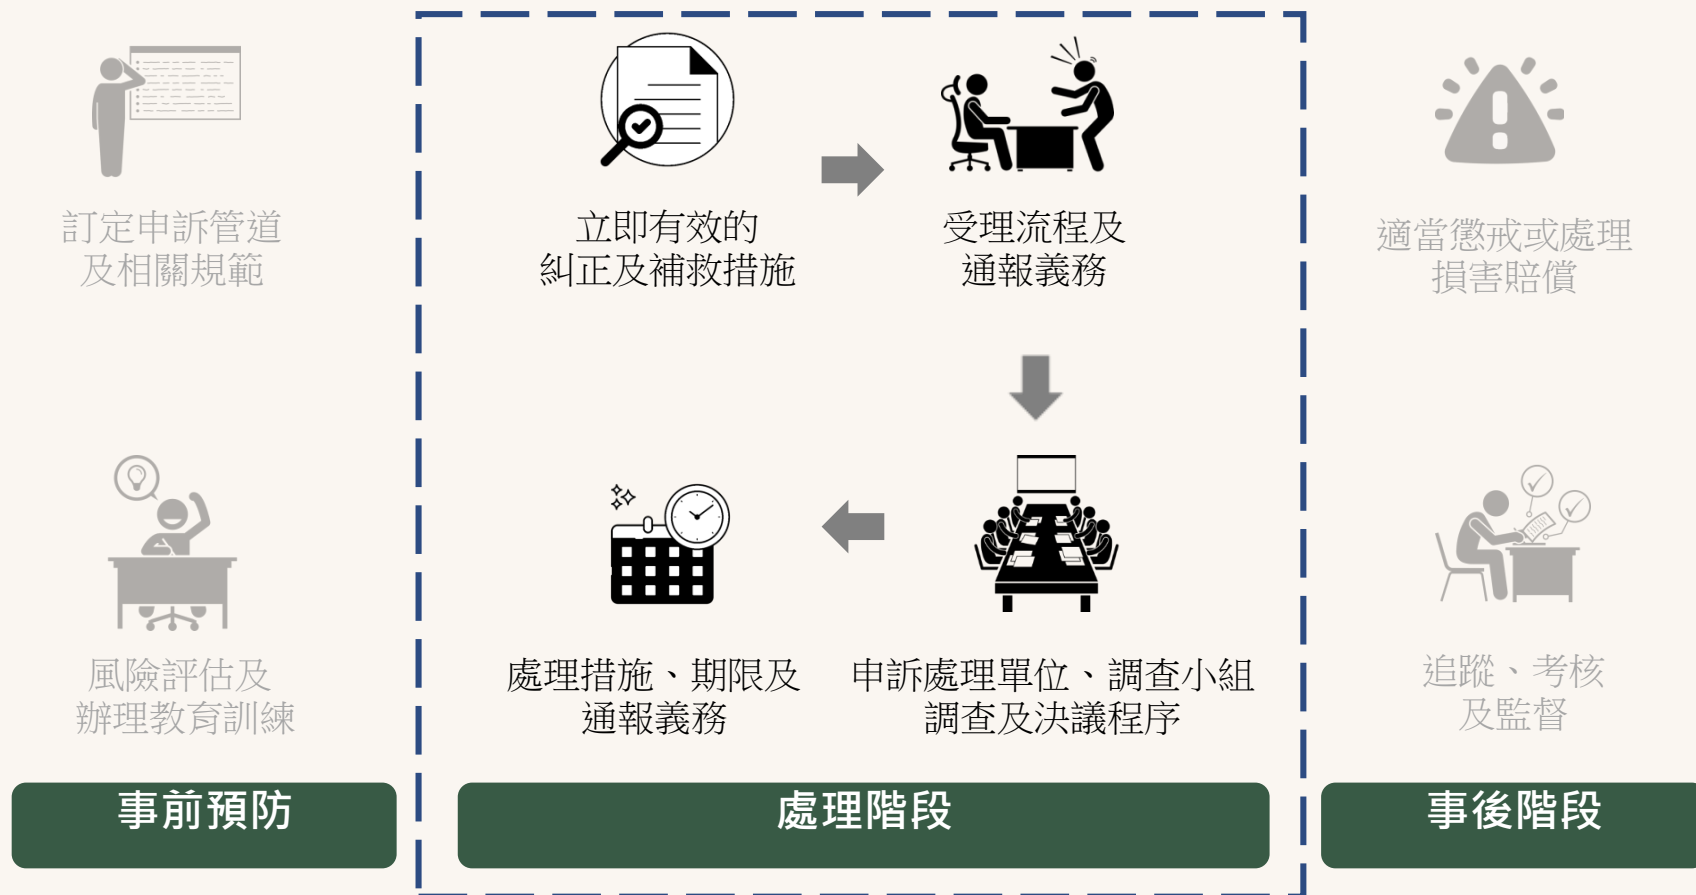 訂定申訴管道
及相關規範
風險評估及
辦理教育訓練
事前預防
立即有效的
糾正及補救措施
受理流程及
通報義務
申訴處理單位、調查小組
調查及決議程序
處理措施、期限及
通報義務
處理階段
適當懲戒或處理
損害賠償
追蹤、考核
及監督
事後階段